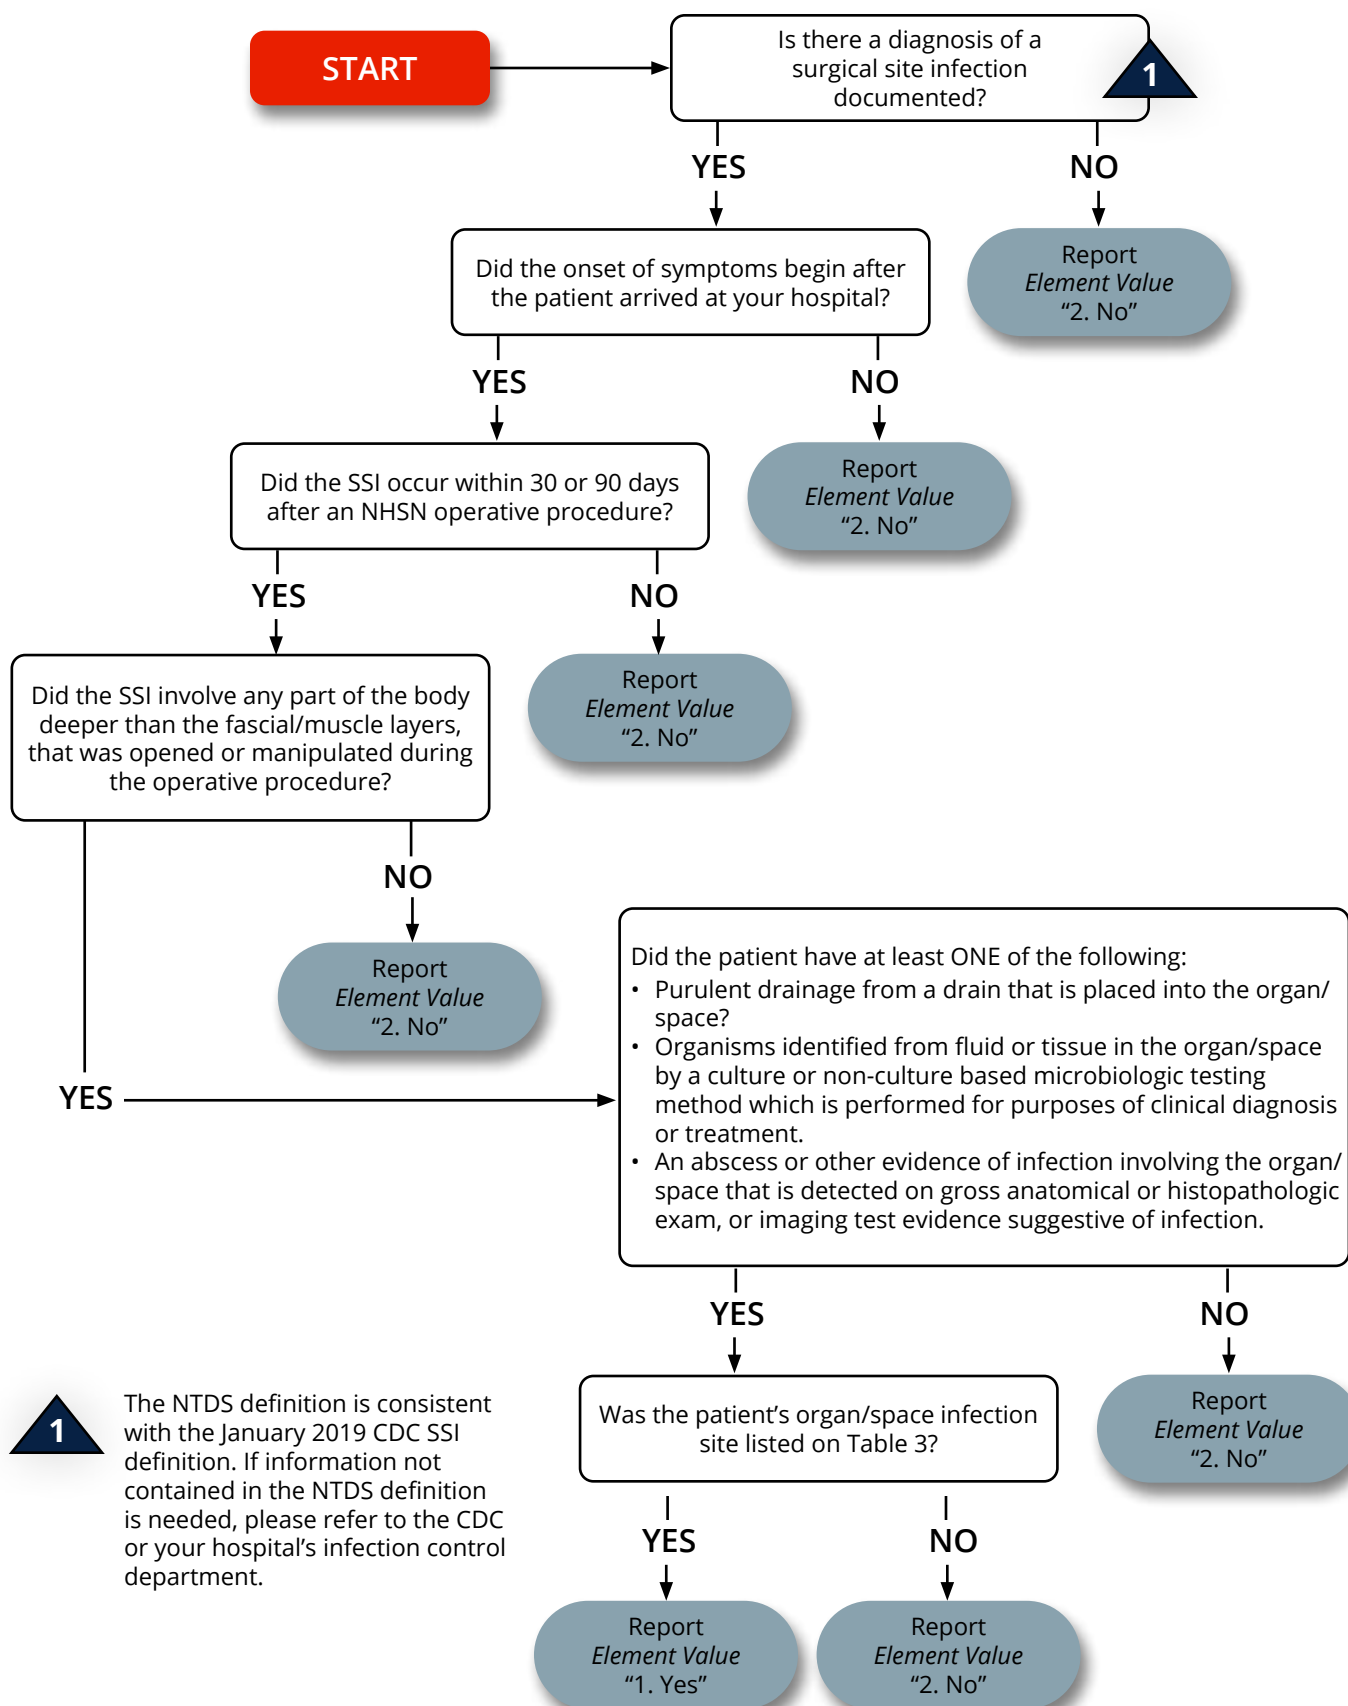 START
Is there a diagnosis of a
surgical site infection
documented?
1
YES
NO
Did the onset of symptoms begin after
the patient arrived at your hospital?
Report
Element Value
“2. No”
YES
NO
Did the SSI occur within 30 or 90 days
after an NHSN operative procedure?
Report
Element Value
“2. No”
YES
NO
Did the SSI involve any part of the body
deeper than the fascial/muscle layers,
that was opened or manipulated during
the operative procedure?
Report
Element Value
“2. No”
NO
Report
Element Value
“2. No”
YES
Did the patient have at least ONE of the following:
• Purulent drainage from a drain that is placed into the organ/
space?
• Organisms identified from fluid or tissue in the organ/space
by a culture or non-culture based microbiologic testing
method which is performed for purposes of clinical diagnosis
or treatment.
• An abscess or other evidence of infection involving the organ/
space that is detected on gross anatomical or histopathologic
exam, or imaging test evidence suggestive of infection.
YES
NO
Was the patient’s organ/space infection
site listed on Table 3?
Report
Element Value
“2. No”
1
The NTDS definition is consistent
with the January 2019 CDC SSI
definition. If information not
contained in the NTDS definition
is needed, please refer to the CDC
or your hospital’s infection control
department.
YES
NO
Report
Element Value
“1. Yes”
Report
Element Value
“2. No”